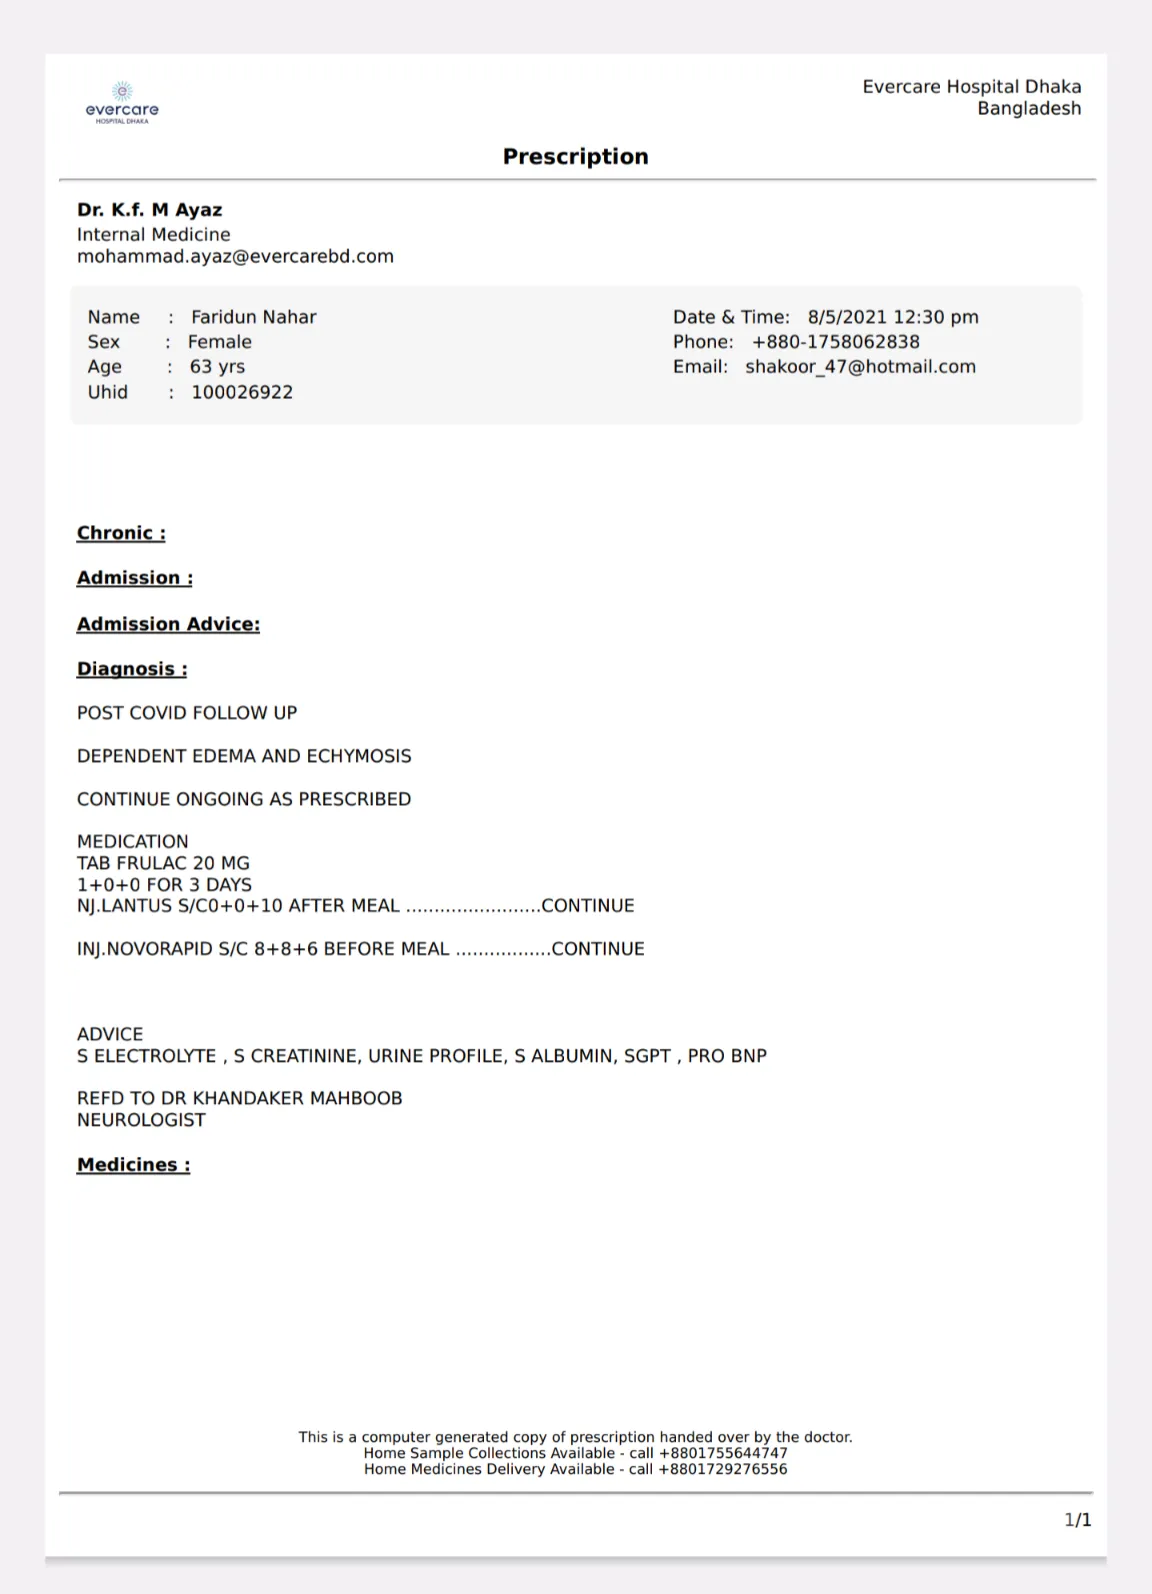 evercare
HOSPITAL DHAKA
Evercare Hospital Dhaka
Bangladesh
Prescription
Dr. K.f. M Ayaz
Internal Medicine
mohammad.ayaz@evercarebd.com
Name : Faridun Nahar
Sex : Female
Age : 63 yrs
Uhid : 100026922
Date & Time: 8/5/2021 12:30 pm
Phone: +880-1758062838
Email: shakoor_47@hotmail.com
Chronic :
Admission :
Admission Advice:
Diagnosis :
POST COVID FOLLOW UP
DEPENDENT EDEMA AND ECHYMOSIS
CONTINUE ONGOING AS PRESCRIBED
MEDICATION
TAB FRULAC 20 MG
1+0+0 FOR 3 DAYS
NJ.LANTUS S/C0+0+10 AFTER MEAL ........................CONTINUE
INJ.NOVORAPID S/C 8+8+6 BEFORE MEAL .................CONTINUE
ADVICE
S ELECTROLYTE , S CREATININE, URINE PROFILE, S ALBUMIN, SGPT , PRO BNP
REFD TO DR KHANDAKER MAHBOOB
NEUROLOGIST
Medicines :
This is a computer generated copy of prescription handed over by the doctor.
Home Sample Collections Available - call +8801755644747
Home Medicines Delivery Available - call +8801729276556
1/1